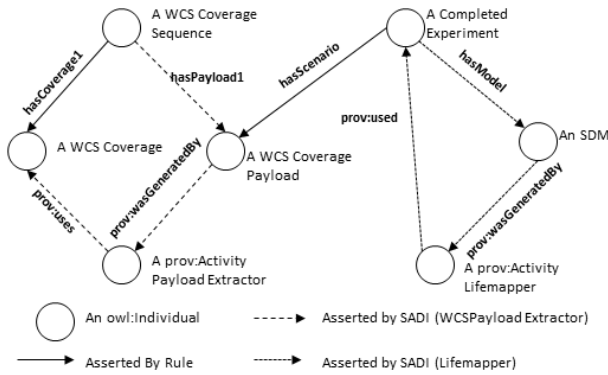 A WCS Coverage
Sequence
A Completed
Experiment
hasCoverage1
hasPayload1
hasScenario
hasModel
prov:used
A WCS Coverage
A WCS Coverage
Payload
An SDM
prov:uses
prov:wasGeneratedBy
prov:wasGeneratedBy
A prov:Activity
Payload Extractor
A prov:Activity
Lifemapper
An owl:Individual
Asserted by SADI (WCSPayload Extractor)
Asserted By Rule
Asserted by SADI (Lifemapper)